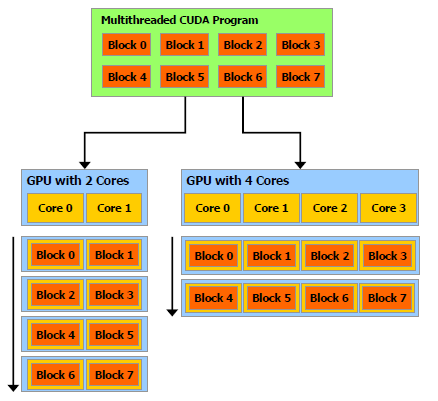 Multithreaded CUDA Program
Block 0 Block 1 Block 2 Block 3
Block 4 Block 5 Block 6 Block 7
GPU with 2 Cores
Core 0 Core 1
Block 0 Block 1
Block 2 Block 3
Block 4 Block 5
Block 6 Block 7
GPU with 4 Cores
Core 0 Core 1 Core 2 Core 3
Block 0 Block 1 Block 2 Block 3
Block 4 Block 5 Block 6 Block 7